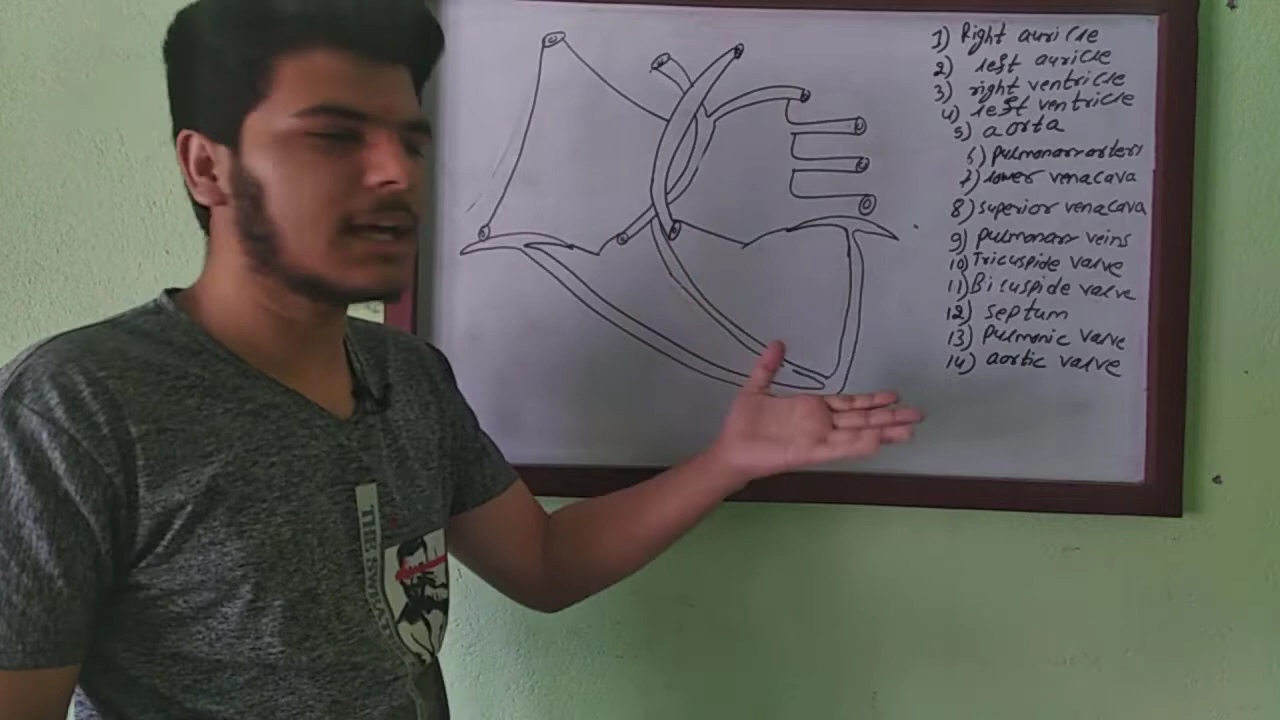 1) Right auricle
2) left auricle
3) right ventricle
4) left ventricle
5) aorta
6) pulmonary arteri
7) lower venacava
8) superior venacava
9) pulmonary veins
10) Tricuspide valve
11) Bicuspide valve
12) septum
13) pulmonic valve
14) aortic valve
THE